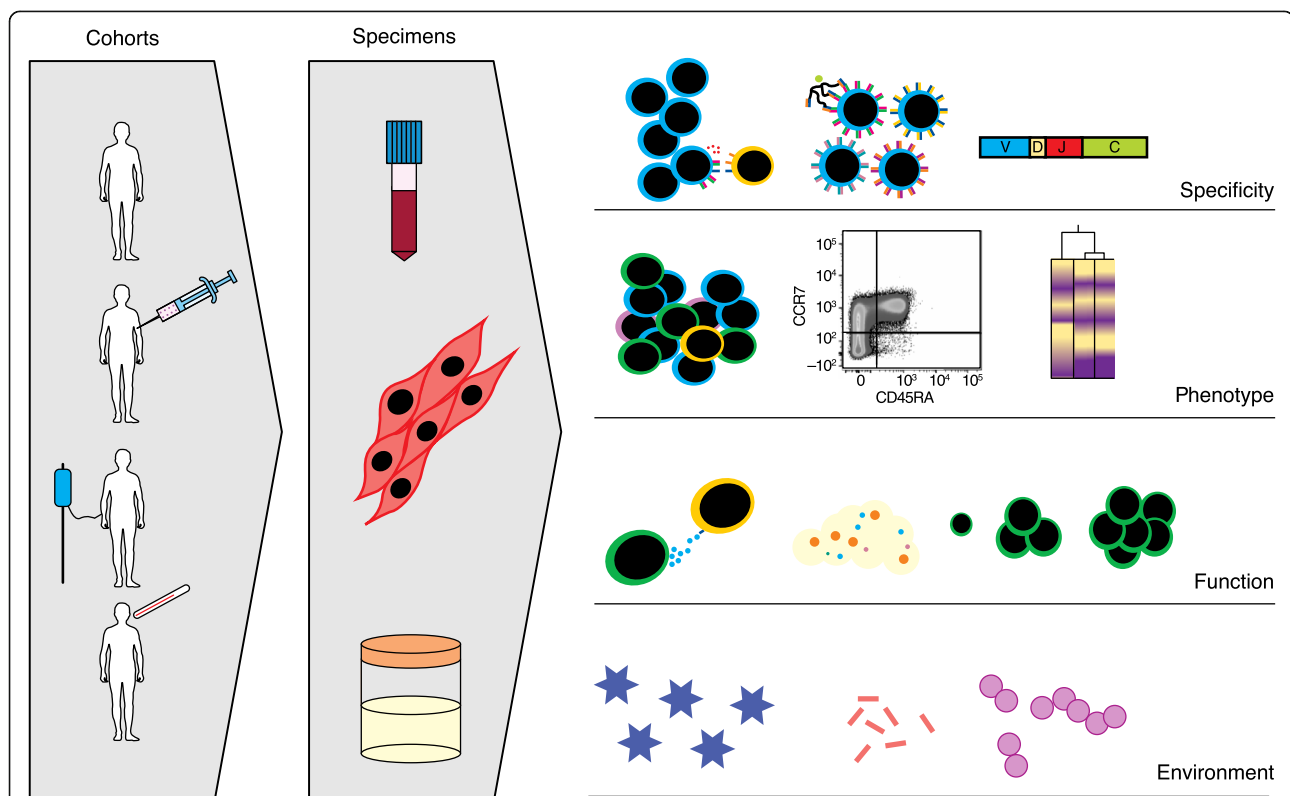 Cohorts
Specimens
V D J C
Specificity
10⁵
10⁴
10³
10²
–10²
CCR7
0 10³ 10⁴ 10⁵
CD45RA
Phenotype
Function
Environment